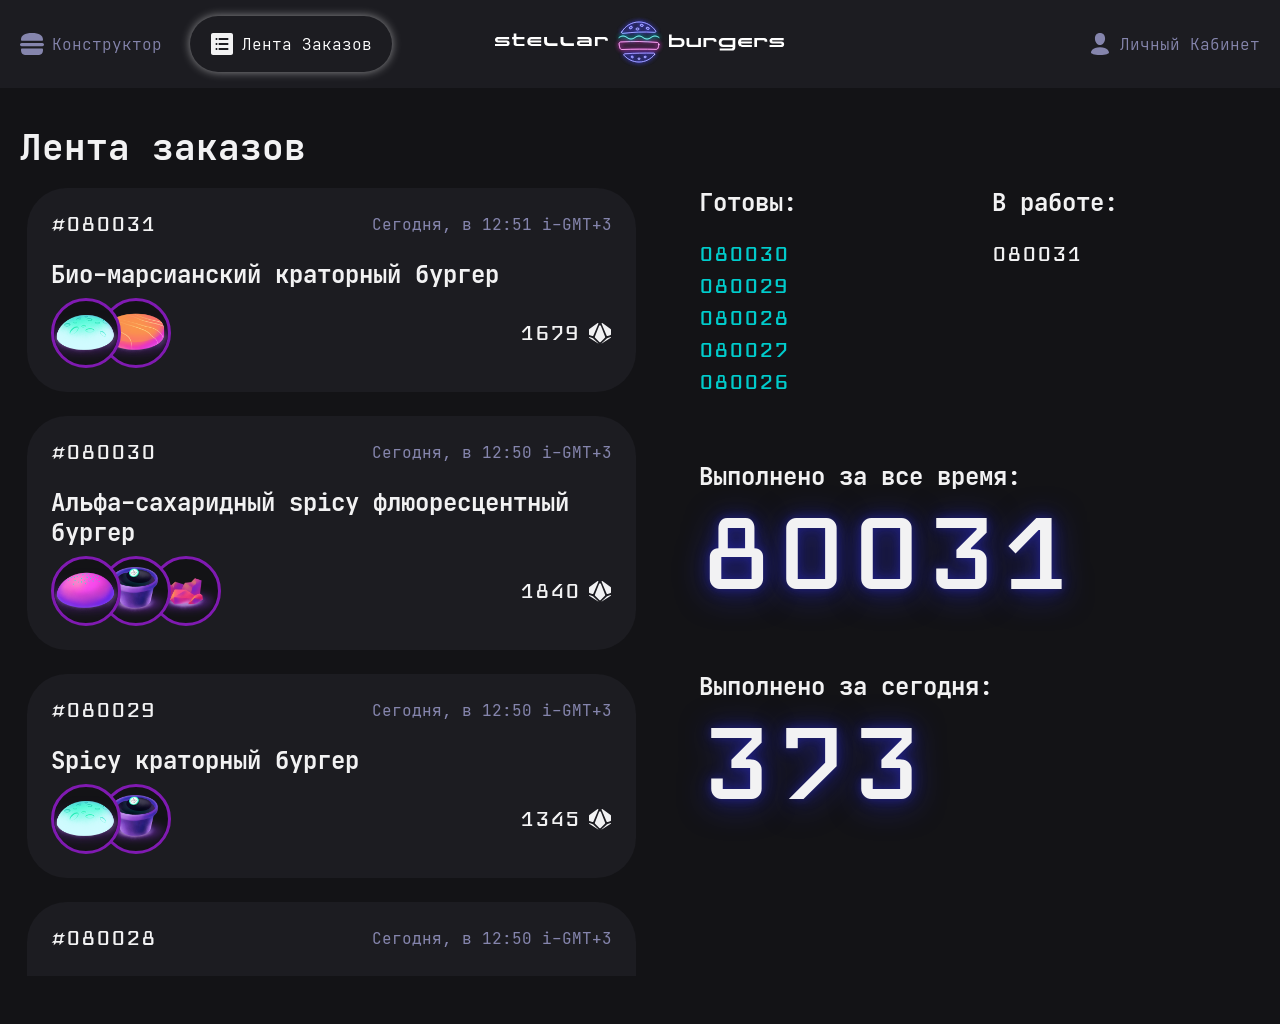 Конструктор
Лента Заказов
stellar burgers
Личный Кабинет
Лента заказов
#080031
Сегодня, в 12:51 i-GMT+3
Био-марсианский краторный бургер
1679
#080030
Сегодня, в 12:50 i-GMT+3
Альфа-сахаридный spicy флюоресцентный
бургер
1840
#080029
Сегодня, в 12:50 i-GMT+3
Spicy краторный бургер
1345
#080028
Сегодня, в 12:50 i-GMT+3
Готовы:
080030
080029
080028
080027
080026
В работе:
080031
Выполнено за все время:
80031
Выполнено за сегодня:
373